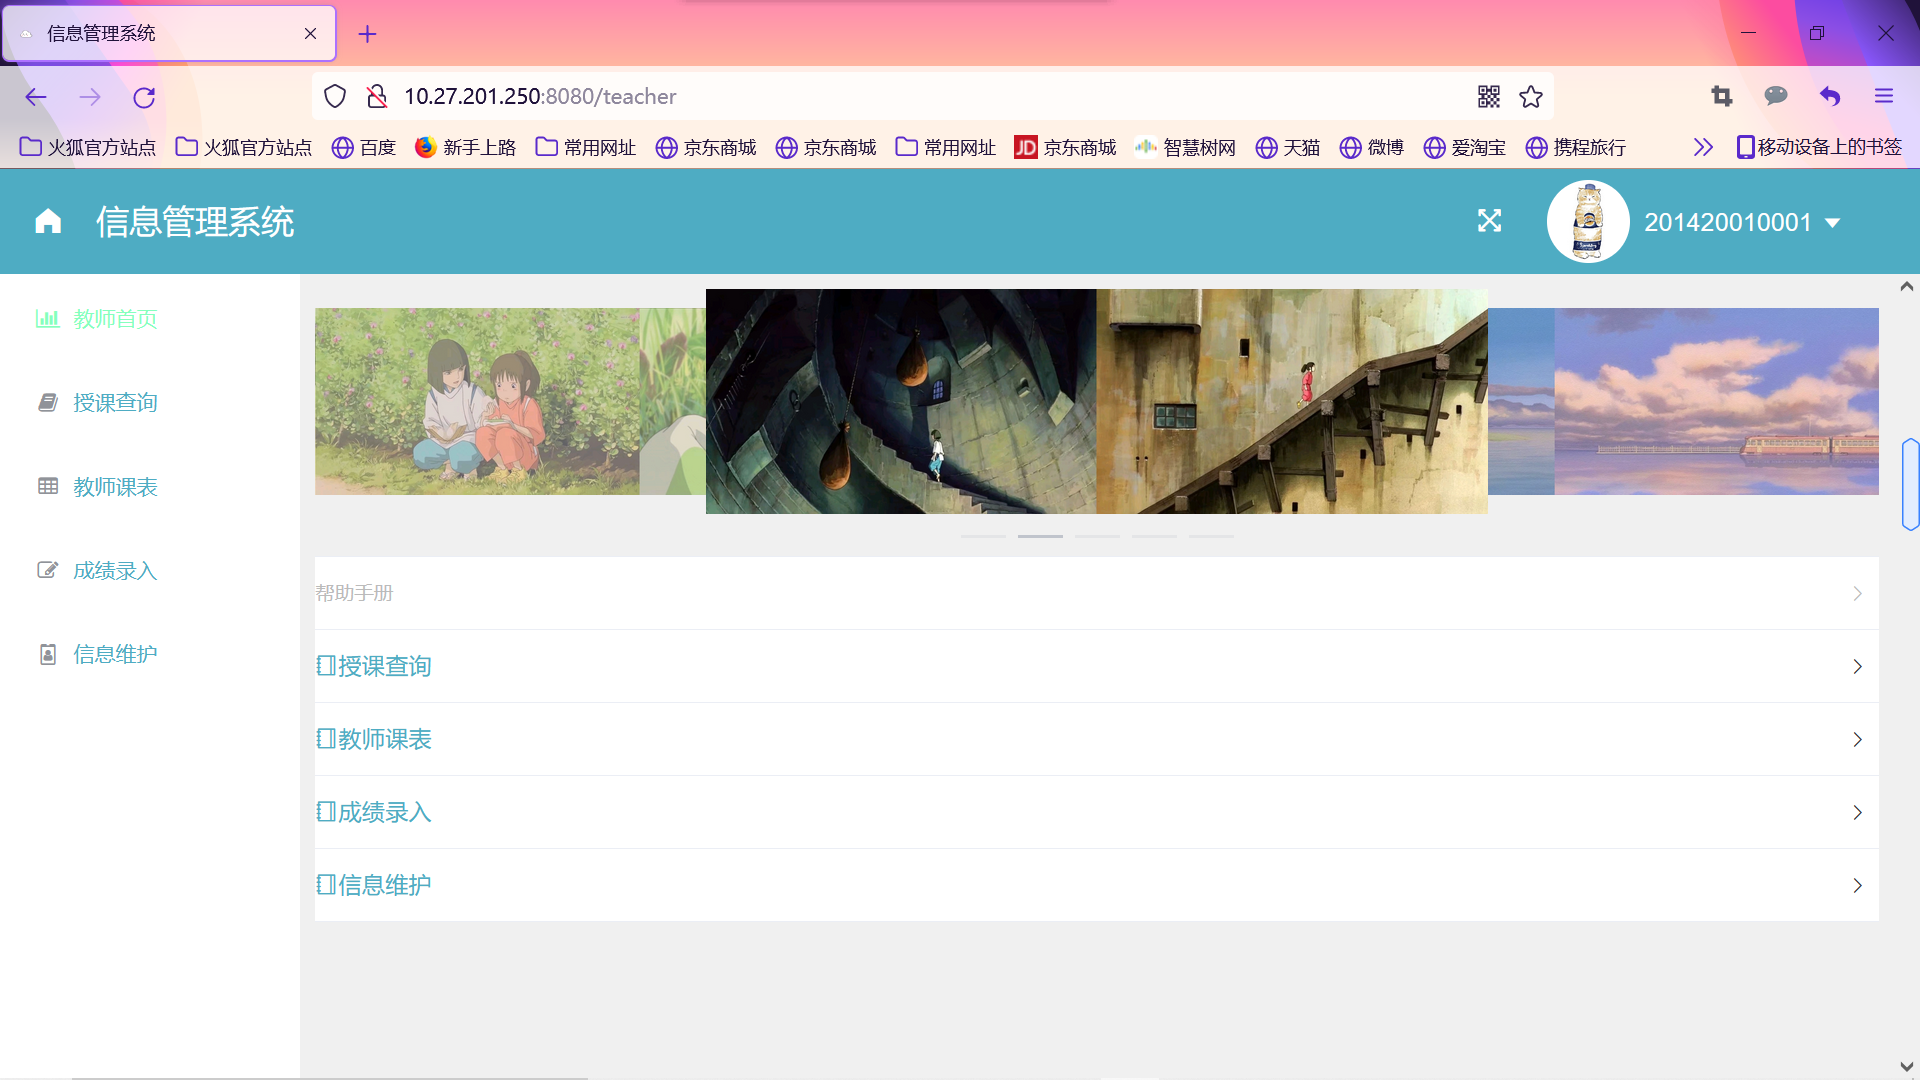 信息管理系统
10.27.201.250:8080/teacher
火狐官方站点 火狐官方站点 百度 新手上路 常用网址 京东商城 京东商城 常用网址 JD 京东商城 智慧树网 天猫 微博 爱淘宝 携程旅行 移动设备上的书签
信息管理系统 201420010001
教师首页
授课查询
教师课表
成绩录入
信息维护
帮助手册
授课查询
教师课表
成绩录入
信息维护